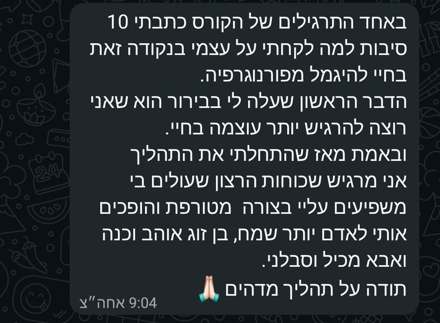 באחד התרגילים של הקורס כתבתי 10
סיבות למה לקחתי על עצמי בנקודה זאת
בחיי להיגמל מפורנוגרפיה.
הדבר הראשון שעלה לי בבירור הוא שאני
רוצה להרגיש יותר עוצמה בחיי.
ובאמת מאז שהתחלתי את התהליך
אני מרגיש שכוחות הרצון שעולים בי
משפיעים עליי בצורה מטורפת והופכים
אותי לאדם יותר שמח, בן זוג אוהב וכנה
ואבא מכיל וסבלני.
תודה על תהליך מדהים 🙏🏻
9:04 אחה״צ